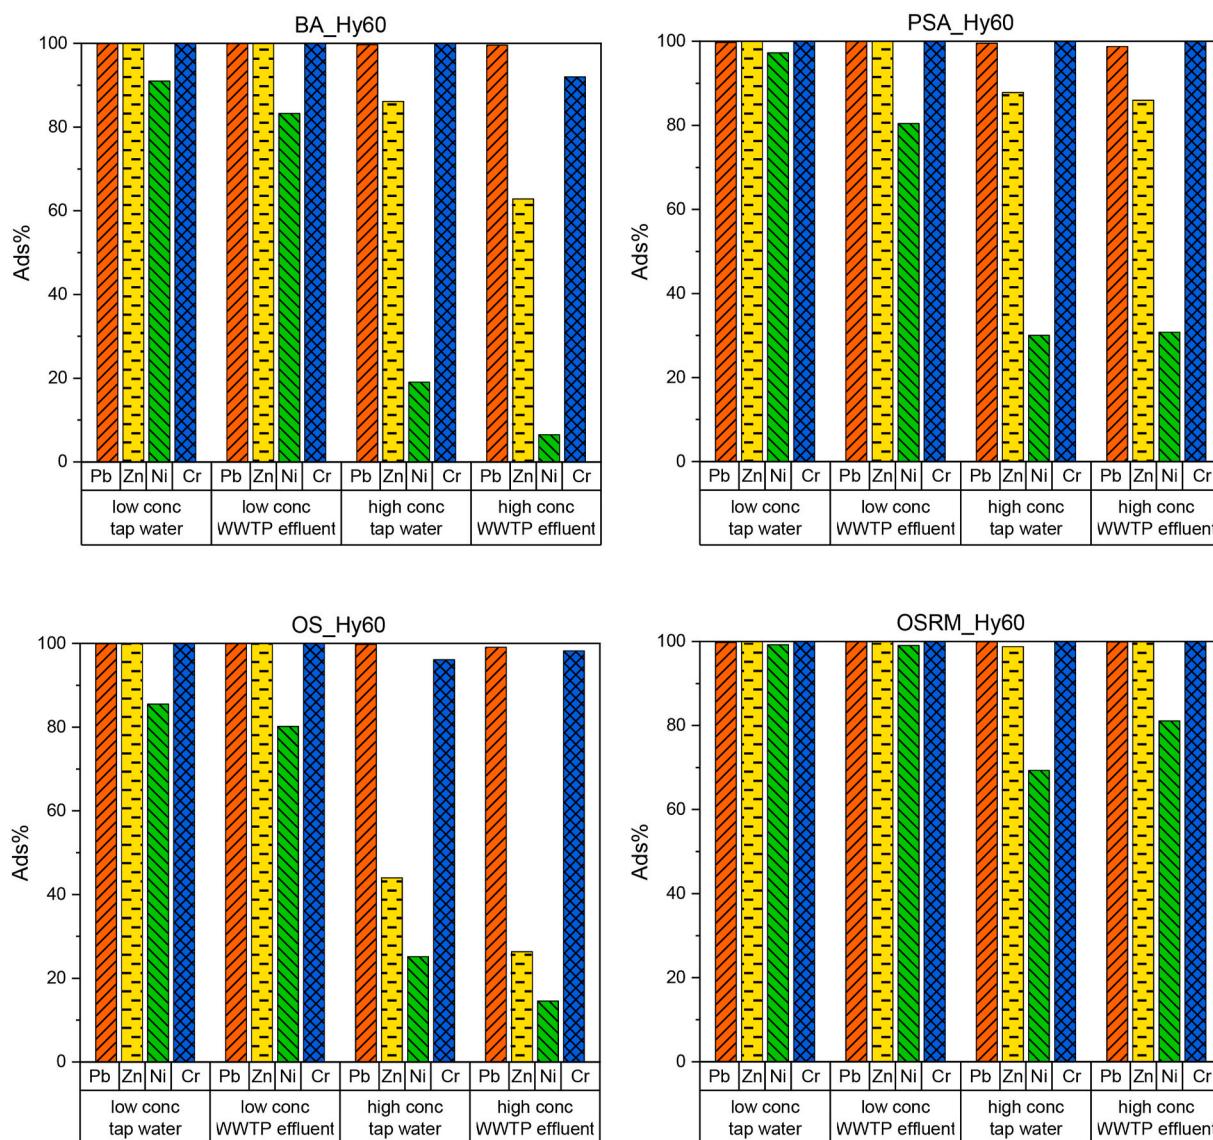 BA_Hy60
Ads%
100
80
60
40
20
0
Pb Zn Ni Cr Pb Zn Ni Cr Pb Zn Ni Cr Pb Zn Ni Cr
low conc low conc high conc high conc
tap water WWTP effluent tap water WWTP effluent
PSA_Hy60
Ads%
100
80
60
40
20
0
Pb Zn Ni Cr Pb Zn Ni Cr Pb Zn Ni Cr Pb Zn Ni Cr
low conc low conc high conc high conc
tap water WWTP effluent tap water WWTP effluent
OS_Hy60
Ads%
100
80
60
40
20
0
Pb Zn Ni Cr Pb Zn Ni Cr Pb Zn Ni Cr Pb Zn Ni Cr
low conc low conc high conc high conc
tap water WWTP effluent tap water WWTP effluent
OSRM_Hy60
Ads%
100
80
60
40
20
0
Pb Zn Ni Cr Pb Zn Ni Cr Pb Zn Ni Cr Pb Zn Ni Cr
low conc low conc high conc high conc
tap water WWTP effluent tap water WWTP effluent